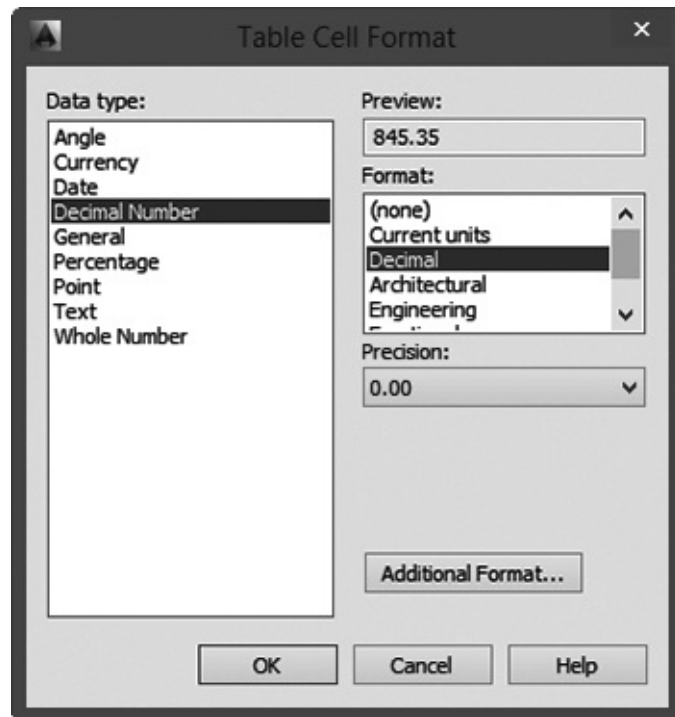 Table Cell Format
Data type:
Angle
Currency
Date
Decimal Number
General
Percentage
Point
Text
Whole Number
Preview:
845.35
Format:
(none)
Current units
Decimal
Architectural
Engineering
Precision:
0.00
Additional Format...
OK
Cancel
Help